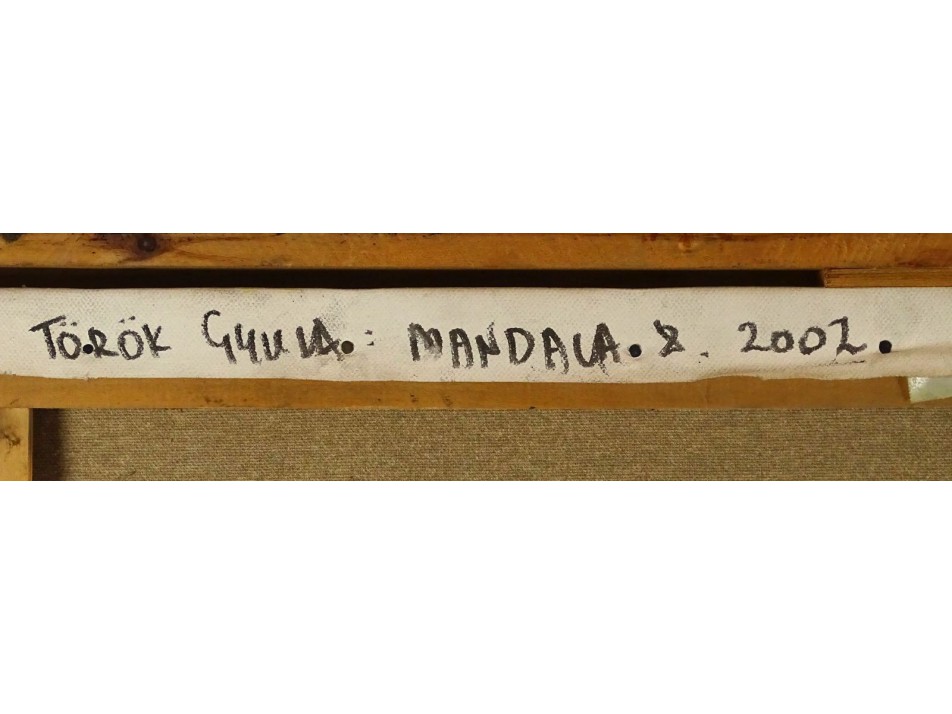 TÖRÖK GYULA: MANDALA 8. 2002.